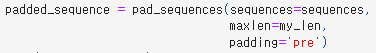 padded_sequence = pad_sequences(sequences=sequences,
                                maxlen=my_len,
                                padding='pre')